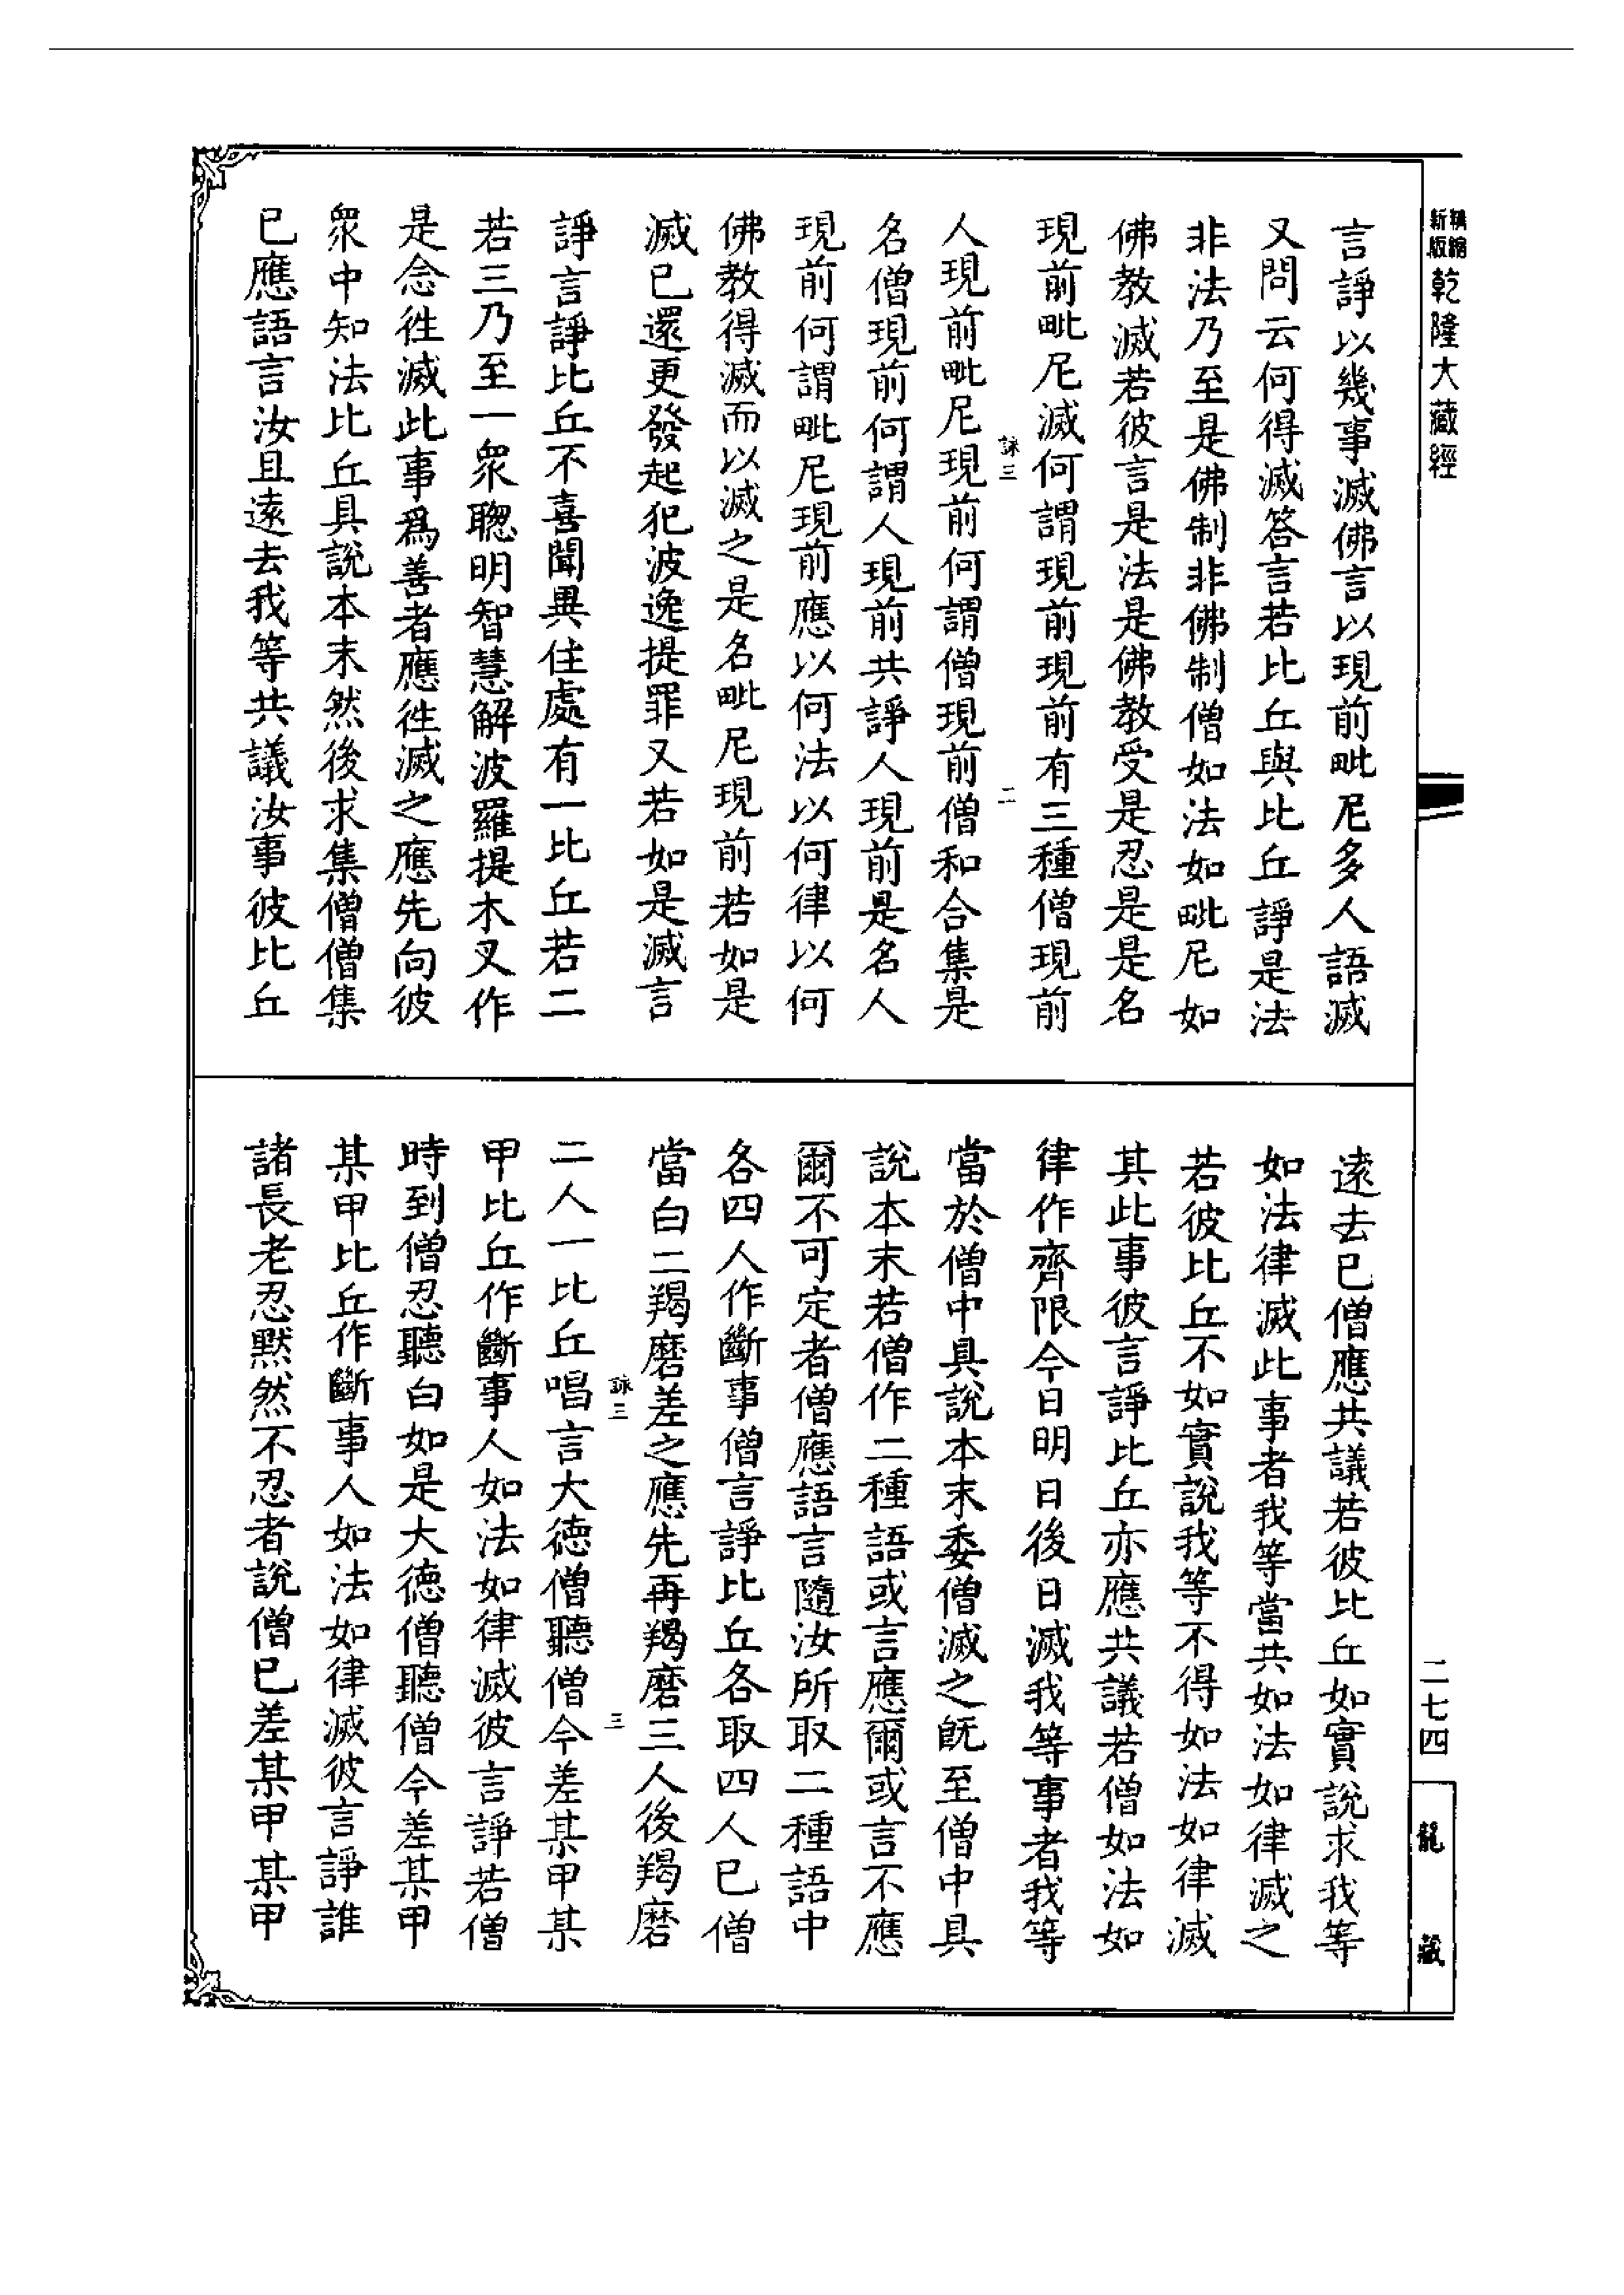 精縮新版乾隆大藏經
言諍以幾事滅佛言以現前毗尼多人語滅
又問云何得滅答言若比丘與比丘諍是法
非法乃至是佛制非佛制僧如法如毗尼如
佛教滅若彼言是法是佛教受是忍是是名
現前毗尼滅何謂現前現前有三種僧現前
詠三 二
人現前毗尼現前何謂僧現前僧和合集是
名僧現前何謂人現前共諍人現前是名人
現前何謂毗尼現前應以何法以何律以何
佛教得滅而以滅之是名毗尼現前若如是
滅已還更發起犯波逸提罪又若如是滅言
諍言諍比丘不喜聞異住處有一比丘若二
若三乃至一眾聰明智慧解波羅提木叉作
是念徃滅此事爲善者應徃滅之應先向彼
眾中知法比丘具說本末然後求集僧僧集
已應語言汝且遠去我等共議汝事彼比丘
遠去已僧應共議若彼比丘如實說求我等
如法律滅此事者我等當共如法如律滅之
若彼比丘不如實說我等不得如法如律滅
其此事彼言諍比丘亦應共議若僧如法如
律作齊限今日明日後日滅我等事者我等
當於僧中具說本末委僧滅之既至僧中具
說本末若僧作二種語或言應爾或言不應
爾不可定者僧應語言隨汝所取二種語中
各四人作斷事僧言諍比丘各取四人已僧
當白二羯磨差之應先再羯磨三人後羯磨
詠三 三
二人一比丘唱言大德僧聽僧今差某甲某
甲比丘作斷事人如法如律滅彼言諍若僧
時到僧忍聽白如是大德僧聽僧今差某甲
某甲比丘作斷事人如法如律滅彼言諍誰
諸長老忍默然不忍者說僧已差某甲某甲
二七四
龍藏